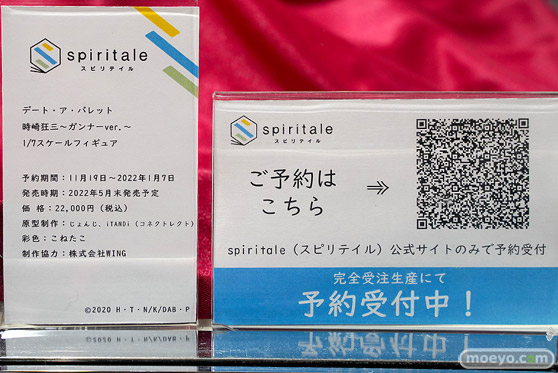 spiritale
スピリテイル
デート・ア・バレット
時崎狂三〜ガンナーver.〜
1/7スケールフィギュア
予約期間：11月19日〜2022年1月7日
発売時期：2022年5月末発売予定
価 格：22,000円（税込）
原型制作：じょんじ、iTANDi（コネクトレクト）
彩色：こねたこ
制作協力：株式会社WING
©2020 H・T・N/K/DAB・P
spiritale
スピリテイル
ご予約は
こちら
⇒
spiritale（スピリテイル）公式サイトのみで予約受付
完全受注生産にて
予約受付中！
moeyo.com